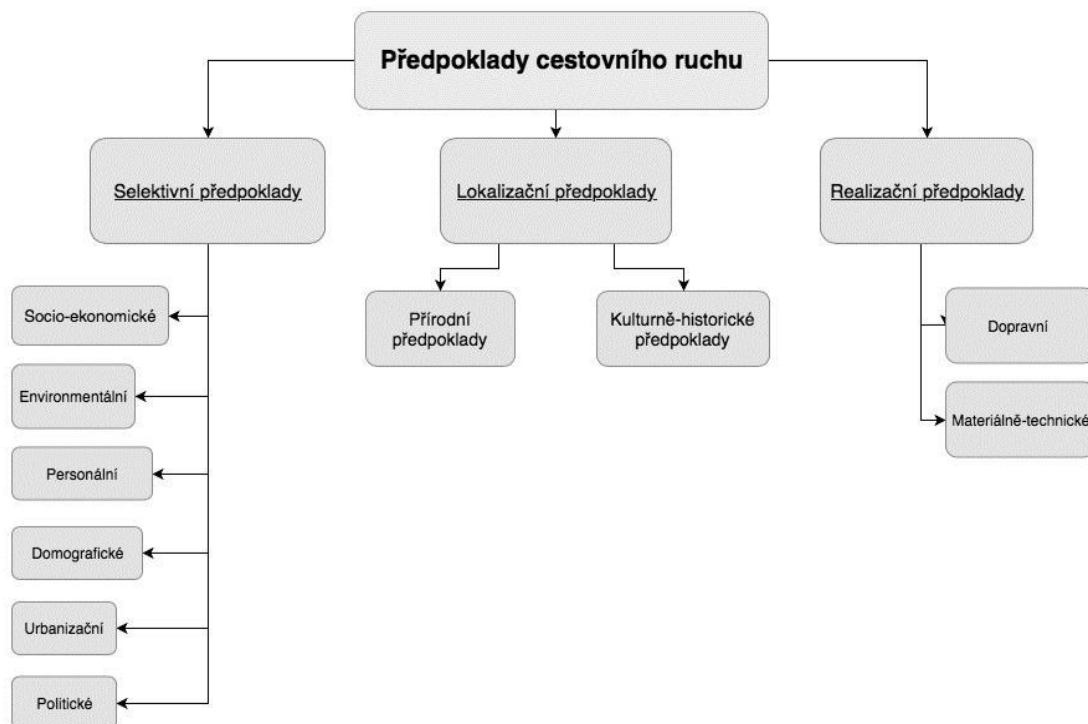 Předpoklady cestovního ruchu
Selektivní předpoklady
Lokalizační předpoklady
Realizační předpoklady
Socio-ekonomické
Environmentální
Personální
Domografické
Urbanizační
Politické
Přírodní
předpoklady
Kulturně-historické
předpoklady
Dopravní
Materiálně-technické